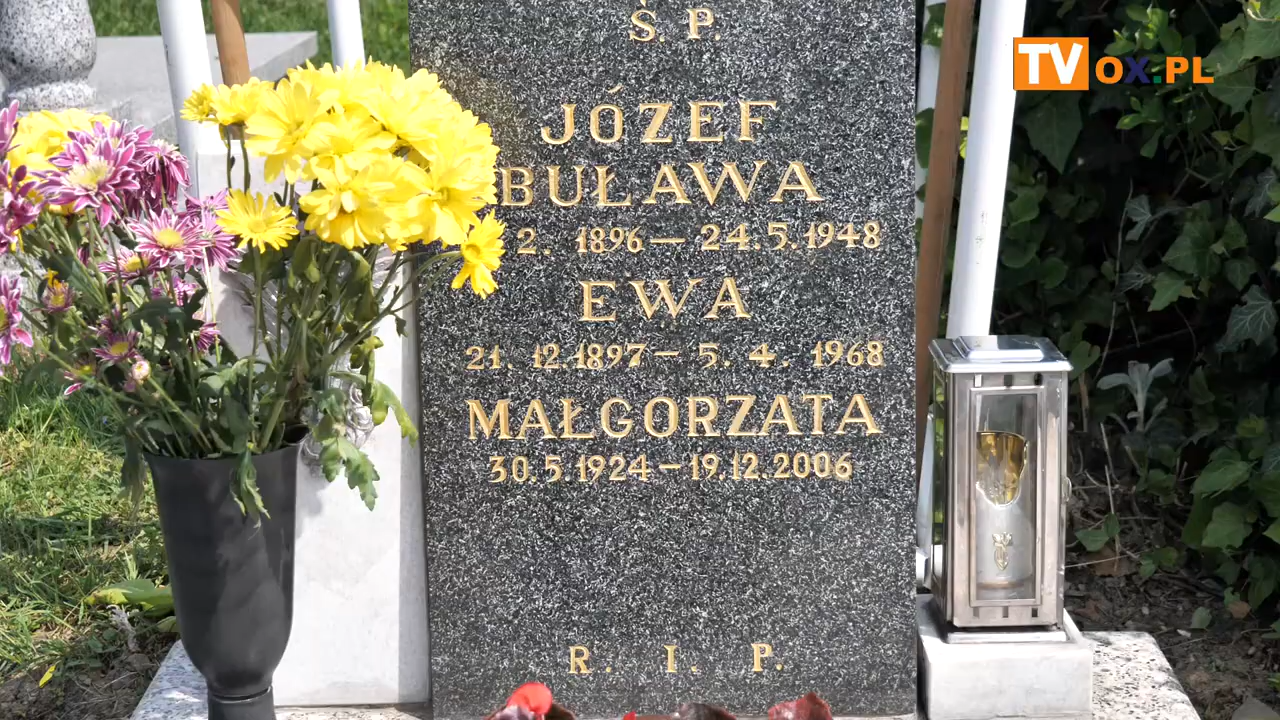 Ś. P.
JÓZEF
BUŁAWA
2. 1896 – 24.5.1948
EWA
21. 12.1897 – 5. 4. 1968
MAŁGORZATA
30.5.1924 – 19.12.2006
R. I. P.
TVOX.PL